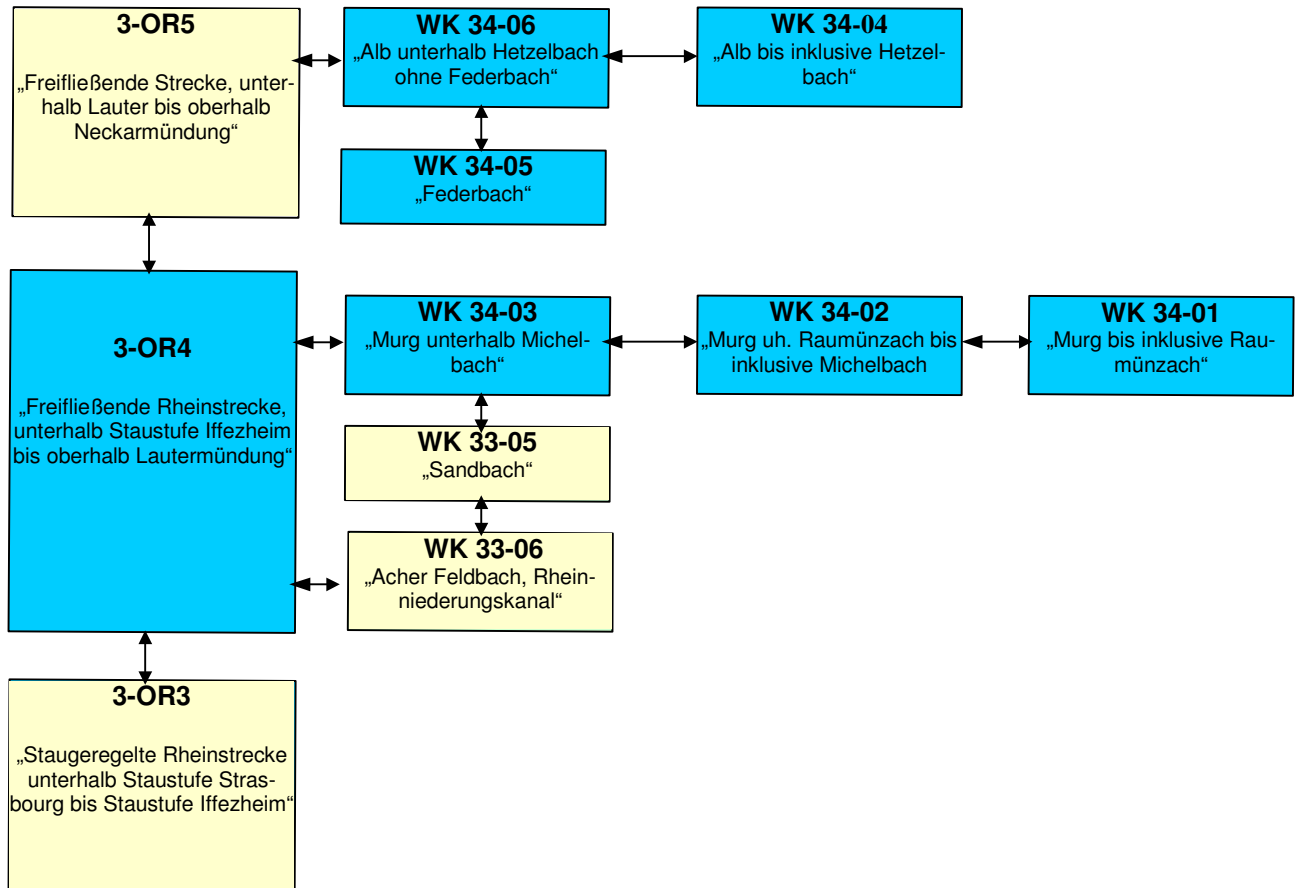 3-OR5
„Freifließende Strecke, unter-
halb Lauter bis oberhalb
Neckarmündung“
WK 34-06
„Alb unterhalb Hetzelbach
ohne Federbach“
WK 34-04
„Alb bis inklusive Hetzel-
bach“
WK 34-05
„Federbach“
3-OR4
„Freifließende Rheinstrecke,
unterhalb Staustufe Iffezheim
bis oberhalb Lautermündung“
WK 34-03
„Murg unterhalb Michel-
bach“
WK 34-02
„Murg uh. Raumünzach bis
inklusive Michelbach
WK 34-01
„Murg bis inklusive Rau-
münzach“
WK 33-05
„Sandbach“
WK 33-06
„Acher Feldbach, Rhein-
niederungskanal“
3-OR3
„Staugeregelte Rheinstrecke
unterhalb Staustufe Stras-
bourg bis Staustufe Iffezheim“